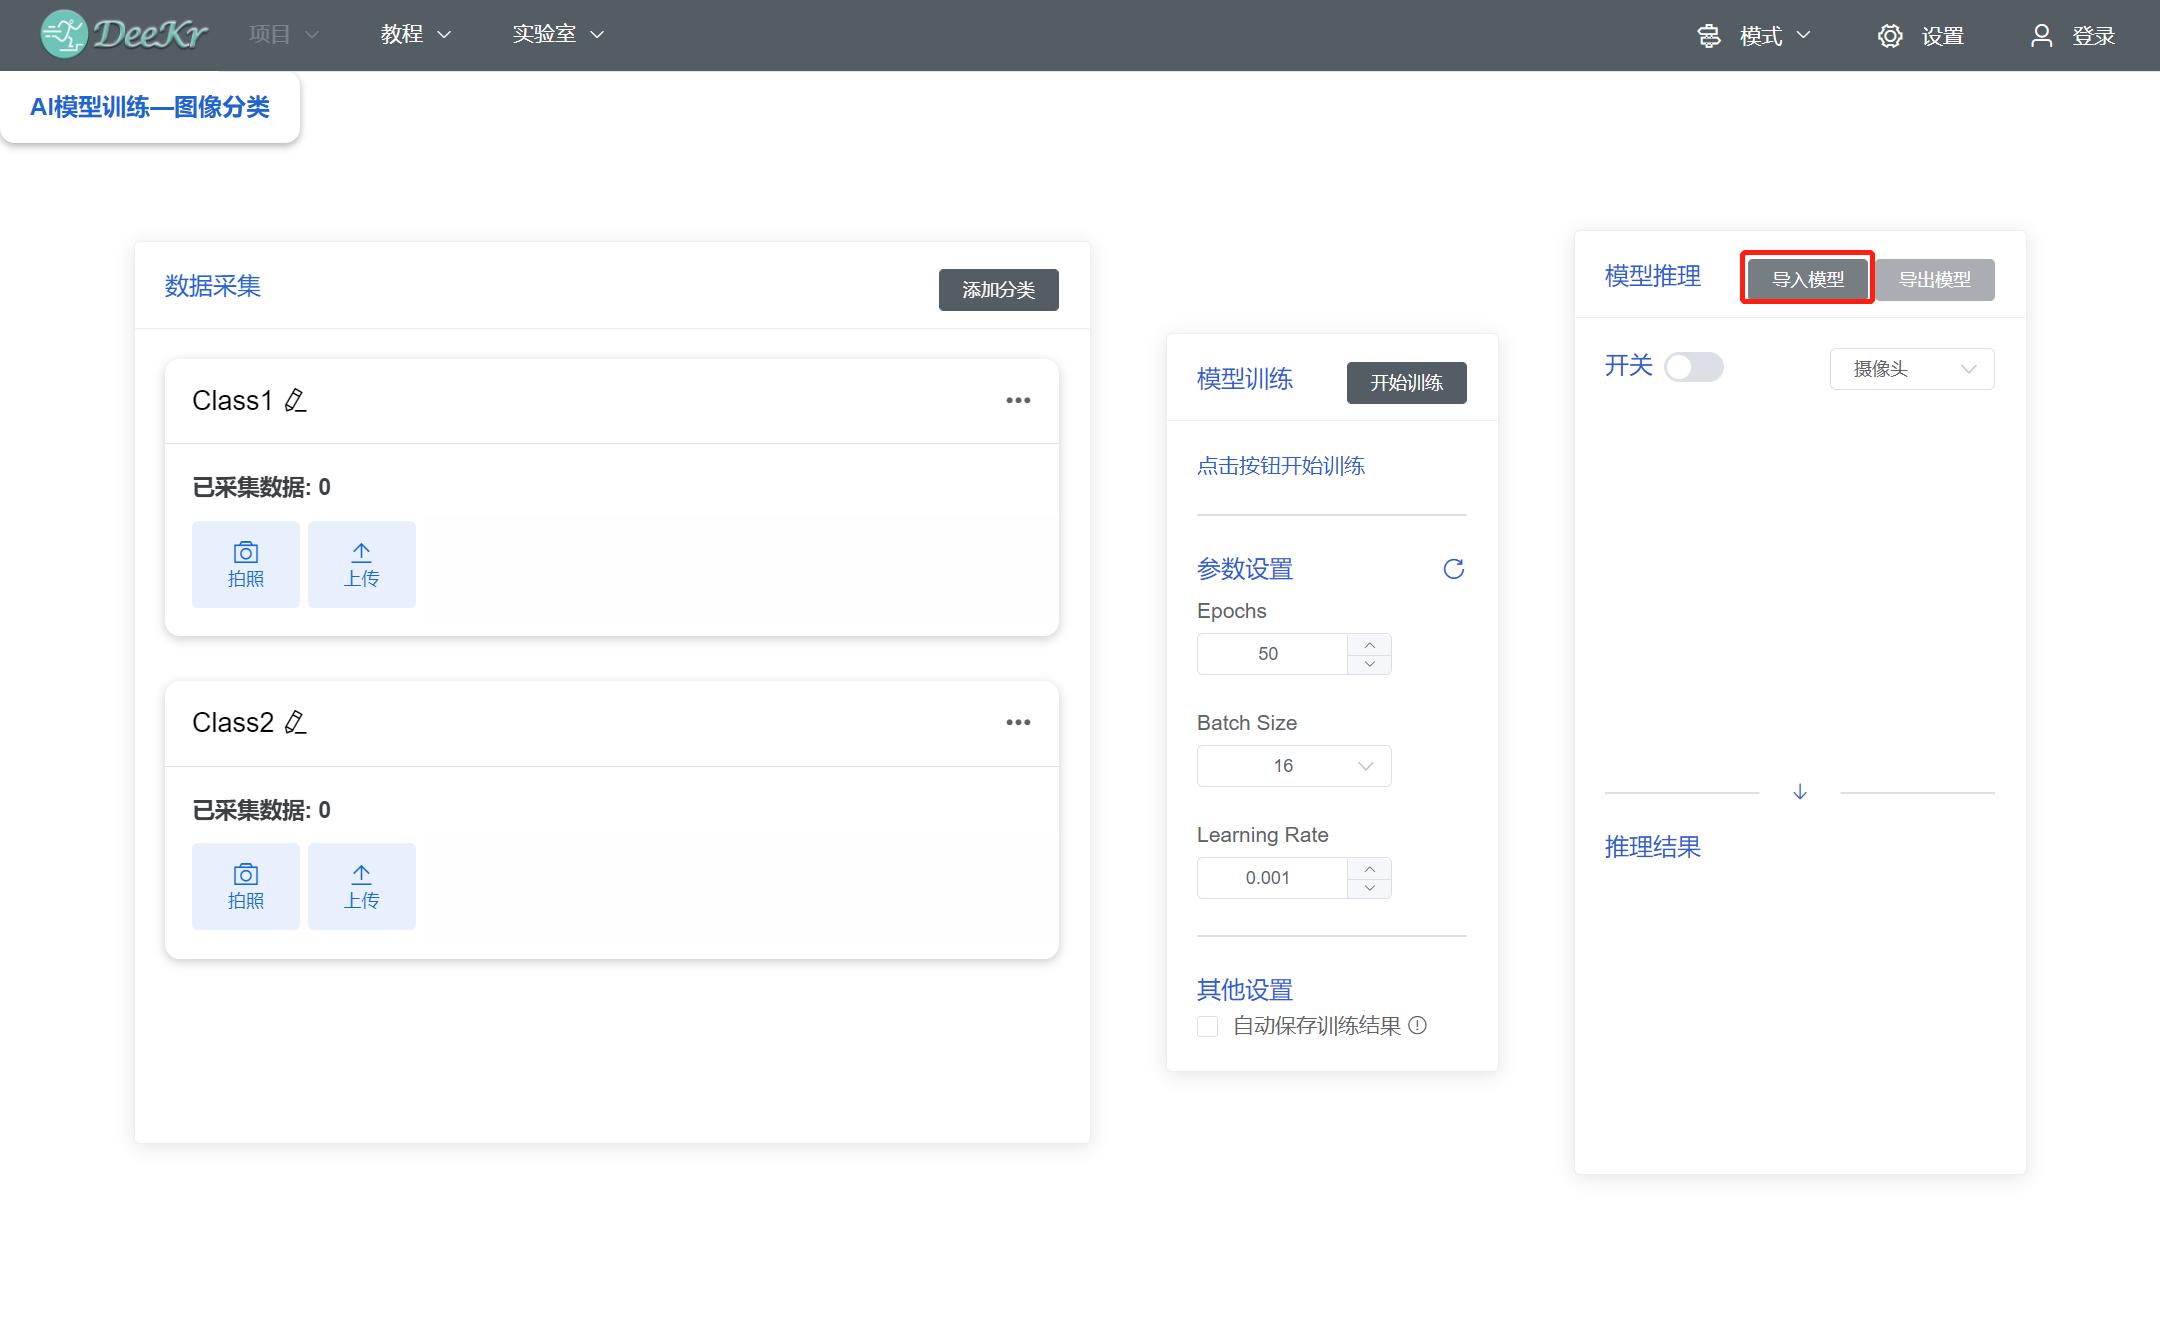 DeeKr 项目 教程 实验室 模式 设置 登录
AI模型训练—图像分类
数据采集 添加分类
Class1
已采集数据: 0
拍照 上传
Class2
已采集数据: 0
拍照 上传
模型训练 开始训练
点击按钮开始训练
参数设置
Epochs
50
Batch Size
16
Learning Rate
0.001
其他设置
自动保存训练结果
模型推理 导入模型 导出模型
开关 摄像头
推理结果